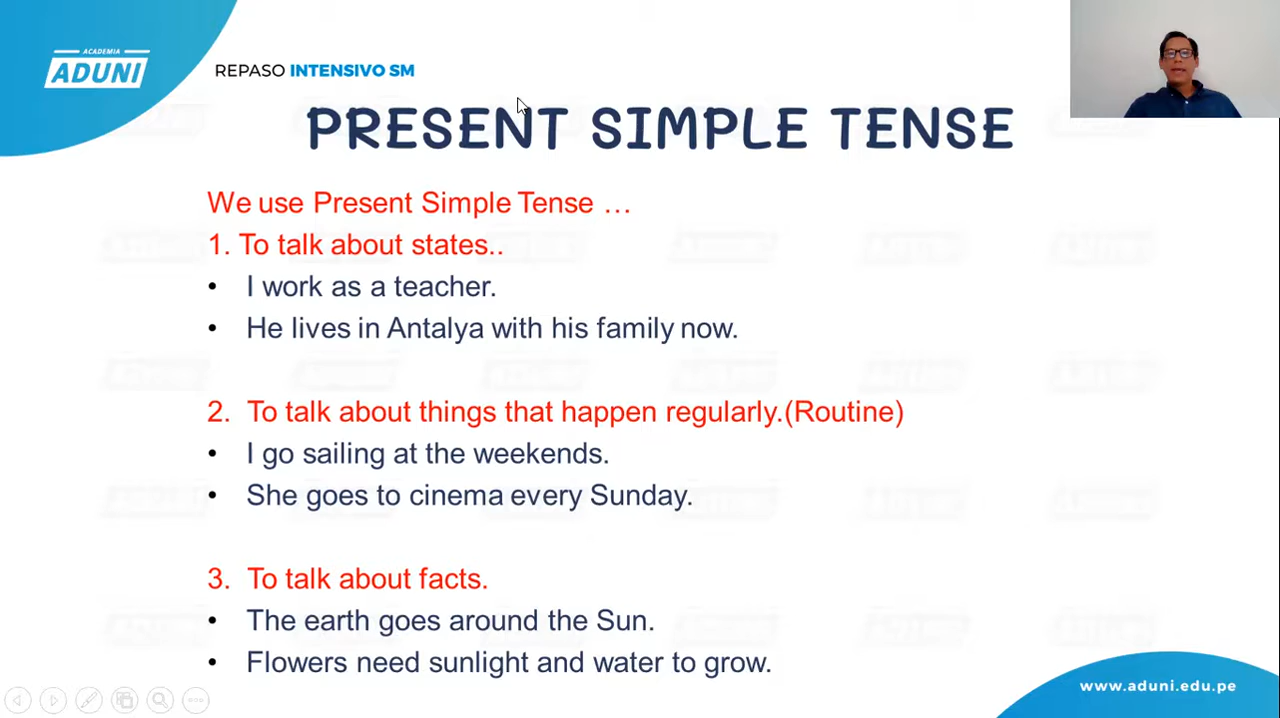 ACADEMIA
ADUNI
REPASO INTENSIVO SM
PRESENT SIMPLE TENSE
We use Present Simple Tense …
1. To talk about states..
• I work as a teacher.
• He lives in Antalya with his family now.
2. To talk about things that happen regularly.(Routine)
• I go sailing at the weekends.
• She goes to cinema every Sunday.
3. To talk about facts.
• The earth goes around the Sun.
• Flowers need sunlight and water to grow.
www.aduni.edu.pe